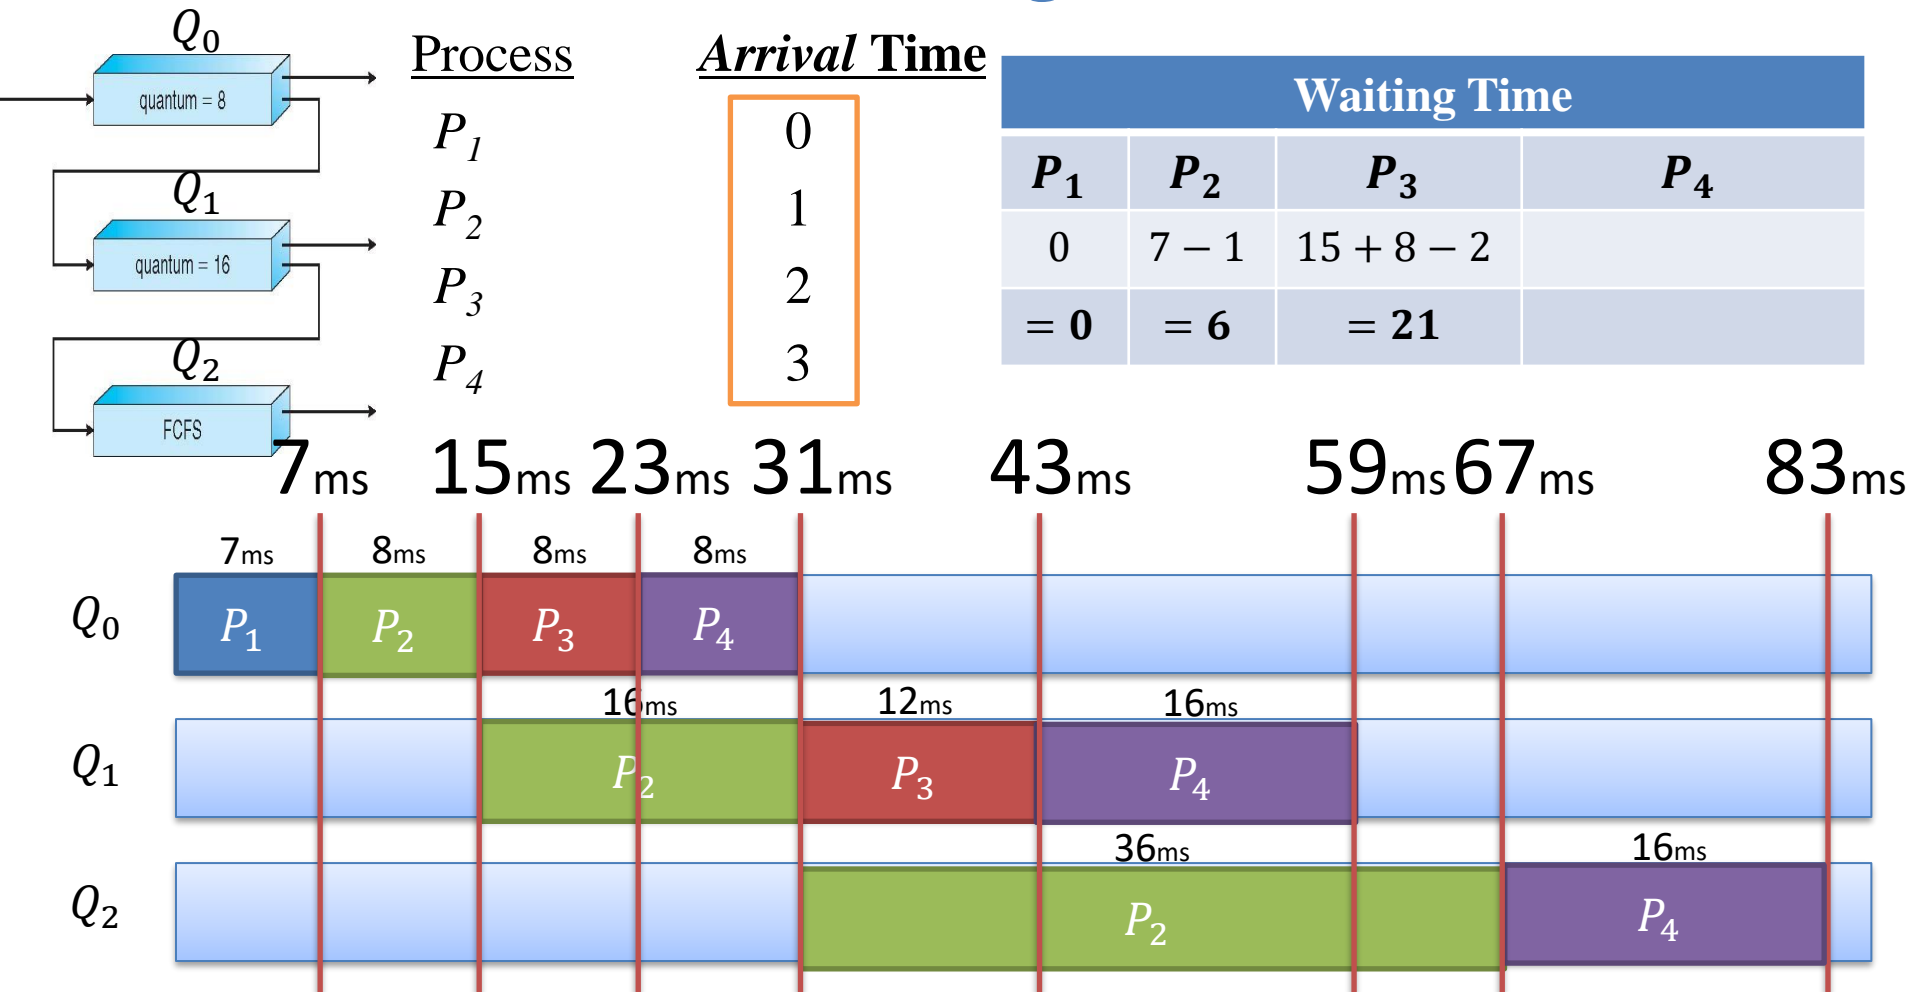 Q0
quantum = 8
Q1
quantum = 16
Q2
FCFS
Process Arrival Time
P1 0
P2 1
P3 2
P4 3
Waiting Time
P1 P2 P3 P4
0 7 − 1 15 + 8 − 2
= 0 = 6 = 21
7ms 15ms 23ms 31ms 43ms 59ms 67ms 83ms
7ms 8ms 8ms 8ms
Q0 P1 P2 P3 P4
16ms 12ms 16ms
Q1 P2 P3 P4
36ms 16ms
Q2 P2 P4